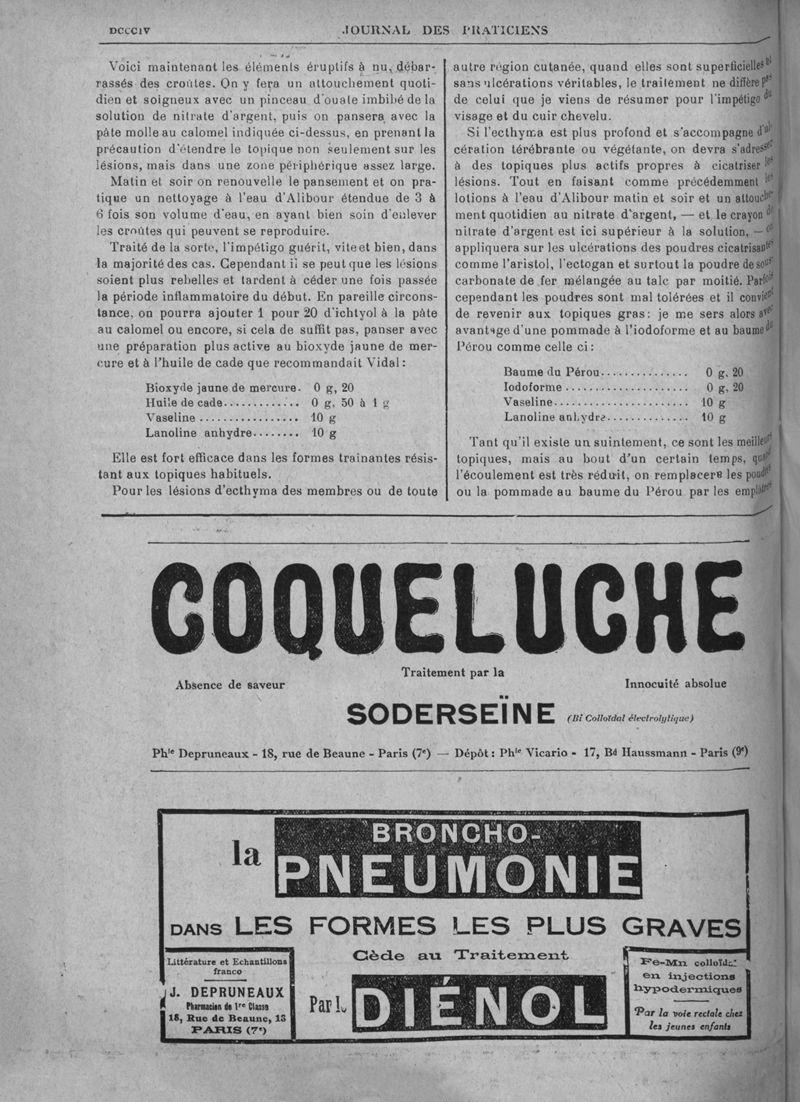 DCCCIV
JOURNAL DES PRATICIENS
Voici maintenant les éléments éruptifs à nu, débar-
rassés des croûtes. On y fera un attouchement quoti-
dien et soigneux avec un pinceau d'ouate imbibé de la
solution de nitrate d'argent, puis on pansera avec la
pâte molle au calomel indiquée ci-dessus, en prenant la
précaution d'étendre le topique non seulement sur les
lésions, mais dans une zone périphérique assez large.
Matin et soir on renouvelle le pansement et on pra-
tique un nettoyage à l'eau d'Alibour étendue de 3 à
6 fois son volume d'eau, en ayant bien soin d'enlever
les croûtes qui peuvent se reproduire.
Traité de la sorte, l'impétigo guérit, vite et bien, dans
la majorité des cas. Cependant il se peut que les lésions
soient plus rebelles et tardent à céder une fois passée
la période inflammatoire du début. En pareille circons-
tance, on pourra ajouter 1 pour 20 d'ichtyol à la pâte
au calomel ou encore, si cela de suffit pas, panser avec
une préparation plus active au bioxyde jaune de mer-
cure et à l'huile de cade que recommandait Vidal :
Bioxyde jaune de mercure. 0 g, 20
Huile de cade............. 0 g, 50 à 1 g
Vaseline ................. 10 g
Lanoline anhydre........ 10 g
Elle est fort efficace dans les formes trainantes résis-
tant aux topiques habituels.
Pour les lésions d'ecthyma des membres ou de toute
autre région cutanée, quand elles sont superficielles et
sans ulcérations véritables, le traitement ne diffère pas
de celui que je viens de résumer pour l'impétigo du
visage et du cuir chevelu.
Si l'ecthyma est plus profond et s'accompagne d'ul-
cération térébrante ou végétante, on devra s'adresser
à des topiques plus actifs propres à cicatriser les
lésions. Tout en faisant comme précédemment les
lotions à l'eau d'Alibour matin et soir et un attouche-
ment quotidien au nitrate d'argent, — et le crayon de
nitrate d'argent est ici supérieur à la solution, — on
appliquera sur les ulcérations des poudres cicatrisantes
comme l'aristol, l'ectogan et surtout la poudre de sous-
carbonate de fer mélangée au talc par moitié. Parfois
cependant les poudres sont mal tolérées et il convient
de revenir aux topiques gras : je me sers alors avec
avantage d'une pommade à l'iodoforme et au baume du
Pérou comme celle ci :
Baume du Pérou............... 0 g, 20
Iodoforme ..................... 0 g, 20
Vaseline....................... 10 g
Lanoline anhydre.............. 10 g
Tant qu'il existe un suintement, ce sont les meilleurs
topiques, mais au bout d'un certain temps, quand
l'écoulement est très réduit, on remplacera les poudres
ou la pommade au baume du Pérou par les emplâtres
COQUELUCHE
Traitement par la
Absence de saveur
Innocuité absolue
SODERSEÏNE (Bi Colloïdal électrolytique)
Phie Depruneaux - 18, rue de Beaune - Paris (7e) — Dépôt : Phie Vicario - 17, Bd Haussmann - Paris (9e)
la
BRONCHO-
PNEUMONIE
DANS LES FORMES LES PLUS GRAVES
Cède au Traitement
Littérature et Echantillons
franco
J. DEPRUNEAUX
Pharmacien de 1re Classe
18, Rue de Beaune, 18
PARIS (7e)
Par L
DIÉNOL
Fe-Mn colloïdal
en injections
hypodermiques
Par la voie rectale chez
les jeunes enfants